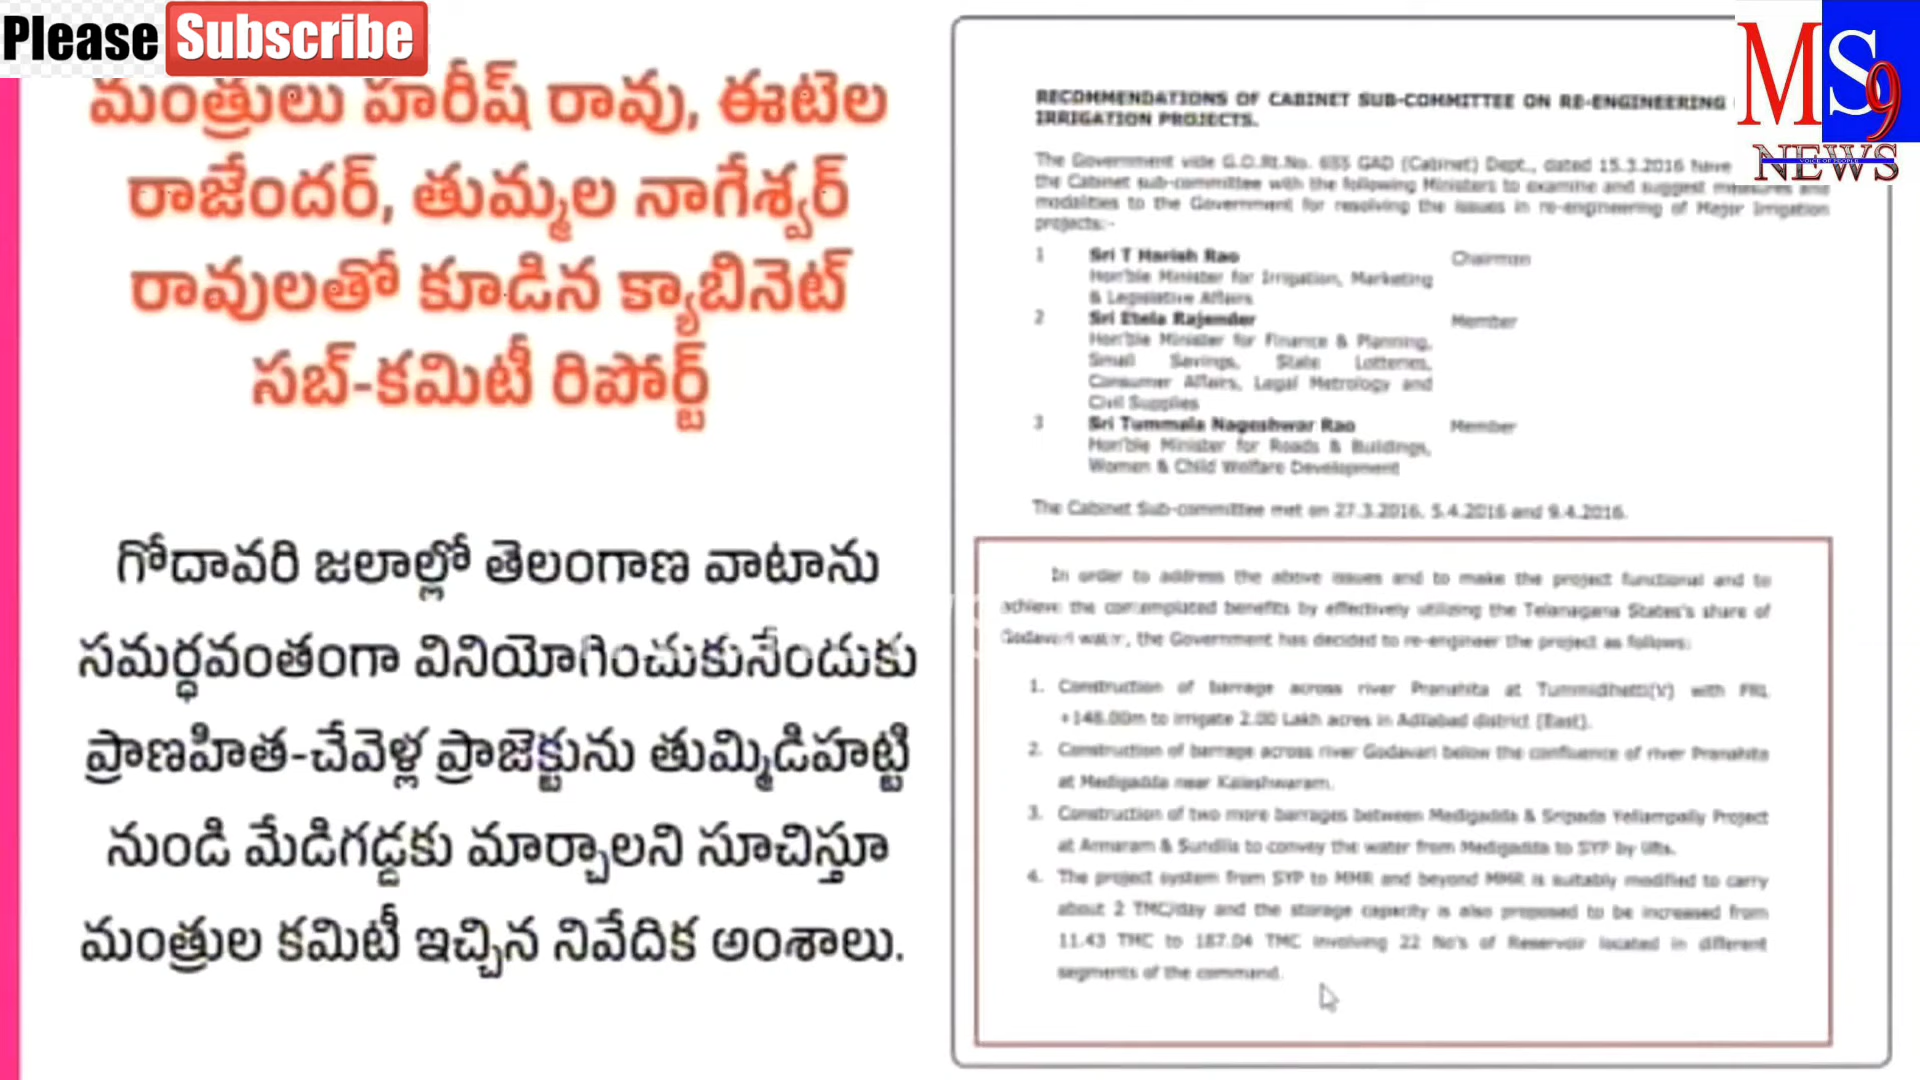 Please Subscribe
మంత్రులు హరీష్ రావు, ఈటెల
రాజేందర్, తుమ్మల నాగేశ్వర్
రావులతో కూడిన క్యాబినెట్
సబ్-కమిటీ రిపోర్ట్
గోదావరి జలాల్లో తెలంగాణ వాటాను
సమర్ధవంతంగా వినియోగించుకునేందుకు
ప్రాణహిత-చేవెళ్ల ప్రాజెక్టును తుమ్మిడిహట్టి
నుండి మేడిగడ్డకు మార్చాలని సూచిస్తూ
మంత్రుల కమిటీ ఇచ్చిన నివేదిక అంశాలు.
MS9
NEWS
VOICE OF PEOPLE
RECOMMENDATIONS OF CABINET SUB-COMMITTEE ON RE-ENGINEERING
IRRIGATION PROJECTS.
The Government vide G.O.Rt.No. 655 GAD (Cabinet) Dept., dated 15.3.2016 have
the Cabinet sub-committee with the following Ministers to examine and suggest measures and
modalities to the Government for resolving the issues in re-engineering of Major Irrigation
projects:-
1 Sri T Harish Rao Chairman
Hon'ble Minister for Irrigation, Marketing
& Legislative Affairs
2 Sri Etela Rajender Member
Hon'ble Minister for Finance & Planning,
Small Savings, State Lotteries,
Consumer Affairs, Legal Metrology and
Civil Supplies
3 Sri Tummala Nageshwar Rao Member
Hon'ble Minister for Roads & Buildings,
Women & Child Welfare Development
The Cabinet Sub-committee met on 27.3.2016, 5.4.2016 and 9.4.2016.
In order to address the above issues and to make the project functional and to
achieve the contemplated benefits by effectively utilizing the Telanagana States's share of
Godavari water, the Government has decided to re-engineer the project as follows:
1. Construction of barrage across river Pranahita at Tummidihetti(V) with FRL
+148.00m to irrigate 2.00 Lakh acres in Adilabad district (East).
2. Construction of barrage across river Godavari below the confluence of river Pranahita
at Medigadda near Kaleshwaram.
3. Construction of two more barrages between Medigadda & Sripada Yellampally Project
at Annaram & Sundilla to convey the water from Medigadda to SYP by lifts.
4. The project system from SYP to MMR and beyond MMR is suitably modified to carry
about 2 TMC/day and the storage capacity is also proposed to be increased from
11.43 TMC to 187.04 TMC involving 22 No's of Reservoir located in different
segments of the command.